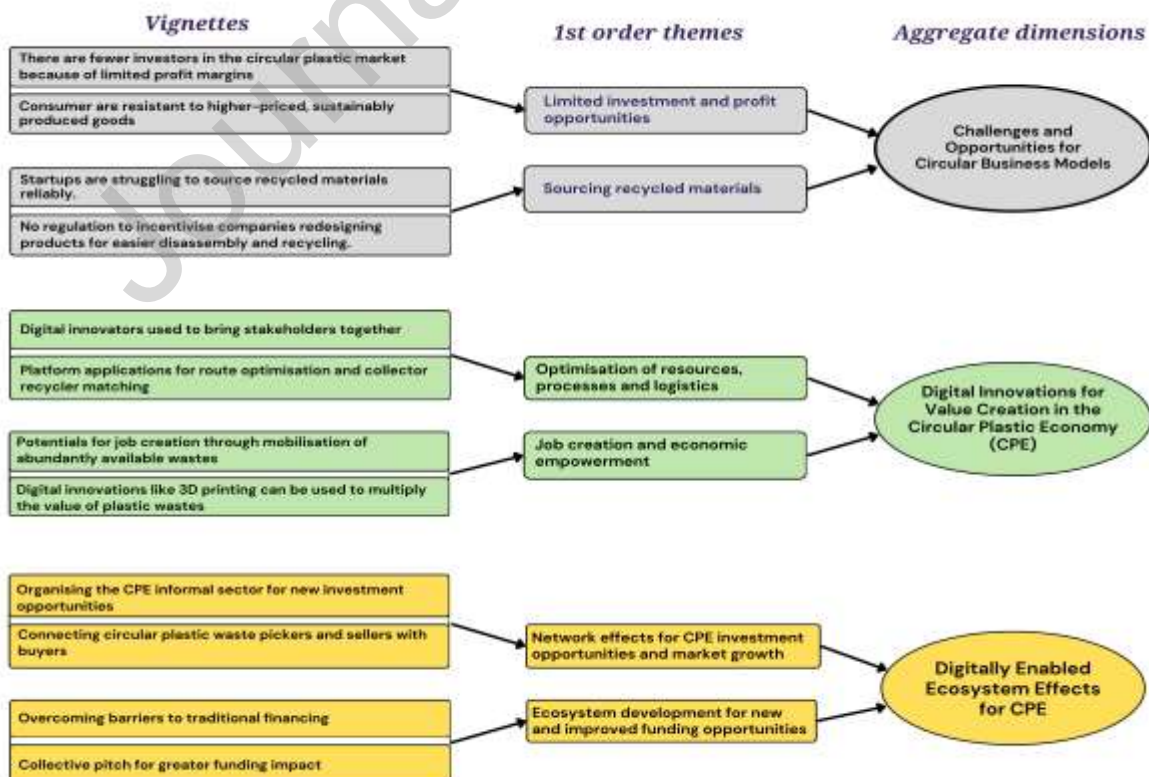 Vignettes
1st order themes
Aggregate dimensions
There are fewer investors in the circular plastic market
because of limited profit margins
Consumer are resistant to higher-priced, sustainably
produced goods
Limited investment and profit
opportunities
Challenges and
Opportunities for
Circular Business Models
Startups are struggling to source recycled materials
reliably.
Sourcing recycled materials
No regulation to incentivise companies redesigning
products for easier disassembly and recycling.
Journ
Digital innovators used to bring stakeholders together
Platform applications for route optimisation and collector
recycler matching
Optimisation of resources,
processes and logistics
Digital Innovations for
Value Creation in the
Circular Plastic Economy
(CPE)
Potentials for job creation through mobilisation of
abundantly available wastes
Job creation and economic
empowerment
Digital innovations like 3D printing can be used to multiply
the value of plastic wastes
Organising the CPE informal sector for new investment
opportunities
Connecting circular plastic waste pickers and sellers with
buyers
Network effects for CPE investment
opportunities and market growth
Digitally Enabled
Ecosystem Effects
for CPE
Overcoming barriers to traditional financing
Ecosystem development for new
and improved funding opportunities
Collective pitch for greater funding impact